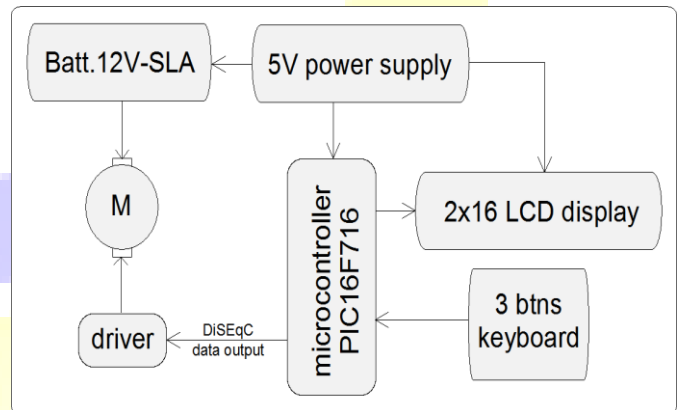 Batt.12V-SLA
5V power supply
M
microcontroller
PIC16F716
2x16 LCD display
3 btns
keyboard
driver
DiSEqC
data output